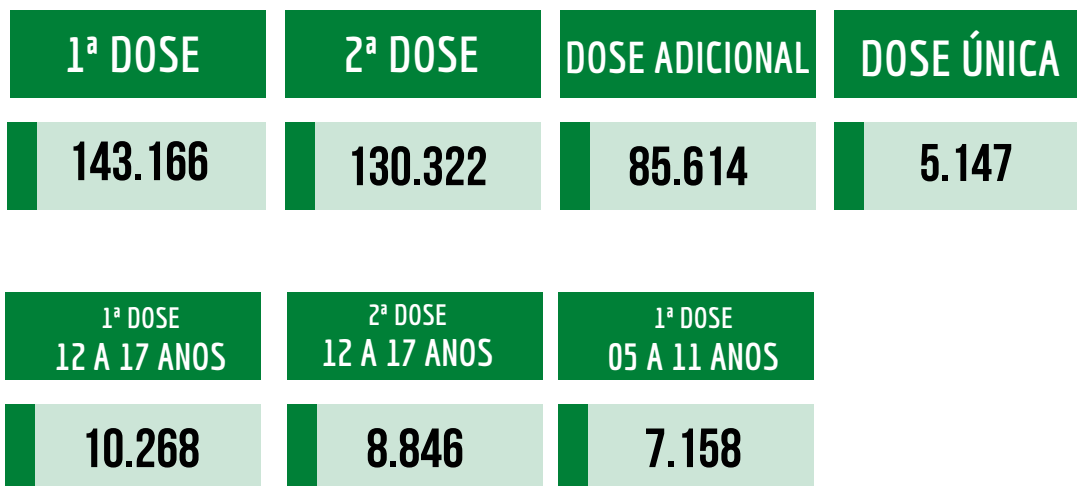 1ª DOSE
2ª DOSE
DOSE ADICIONAL
DOSE ÚNICA
143.166
130.322
85.614
5.147
1ª DOSE
12 A 17 ANOS
2ª DOSE
12 A 17 ANOS
1ª DOSE
05 A 11 ANOS
10.268
8.846
7.158